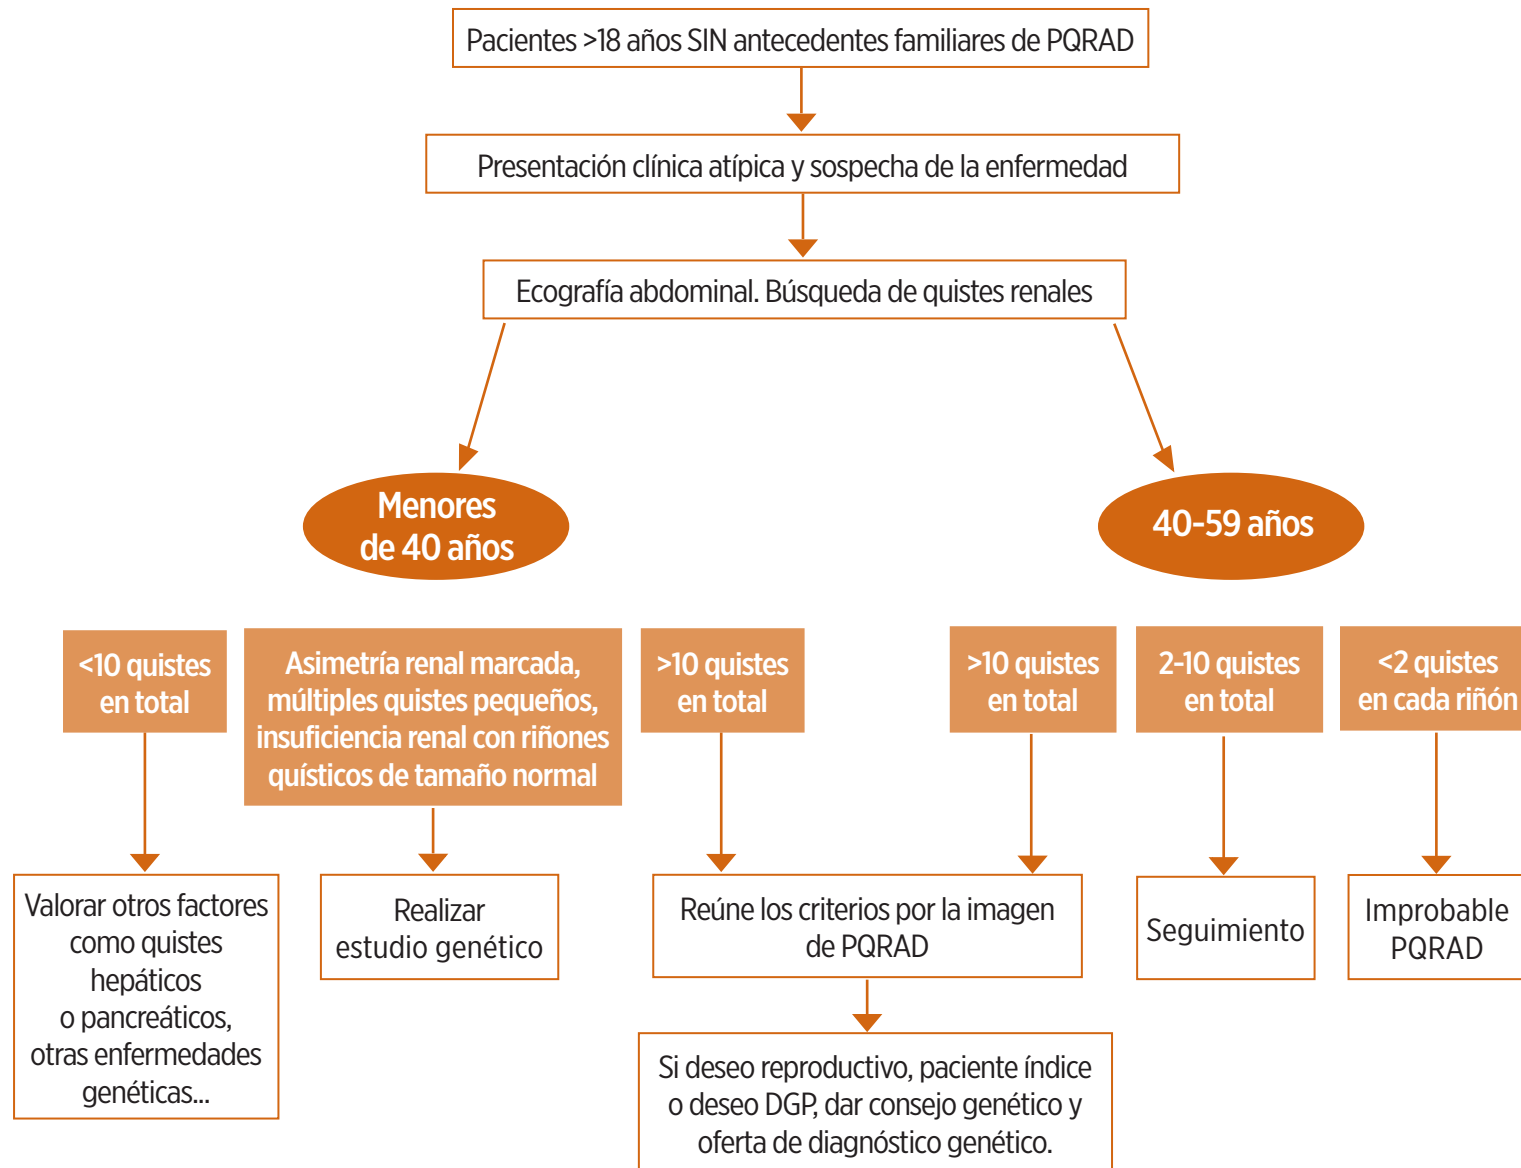 Pacientes >18 años SIN antecedentes familiares de PQRAD
Presentación clínica atípica y sospecha de la enfermedad
Ecografía abdominal. Búsqueda de quistes renales
Menores
de 40 años
40-59 años
<10 quistes
en total
Asimetría renal marcada,
múltiples quistes pequeños,
insuficiencia renal con riñones
quísticos de tamaño normal
>10 quistes
en total
>10 quistes
en total
2-10 quistes
en total
<2 quistes
en cada riñón
Valorar otros factores
como quistes
hepáticos
o pancreáticos,
otras enfermedades
genéticas...
Realizar
estudio genético
Reúne los criterios por la imagen
de PQRAD
Seguimiento
Improbable
PQRAD
Si deseo reproductivo, paciente índice
o deseo DGP, dar consejo genético y
oferta de diagnóstico genético.